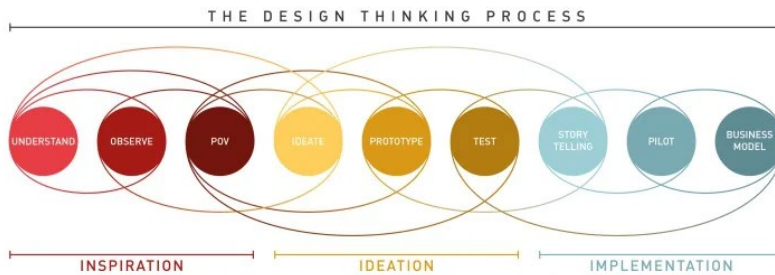 THE DESIGN THINKING PROCESS
UNDERSTAND
OBSERVE
POV
IDEATE
PROTOTYPE
TEST
STORY
TELLING
PILOT
BUSINESS
MODEL
INSPIRATION
IDEATION
IMPLEMENTATION